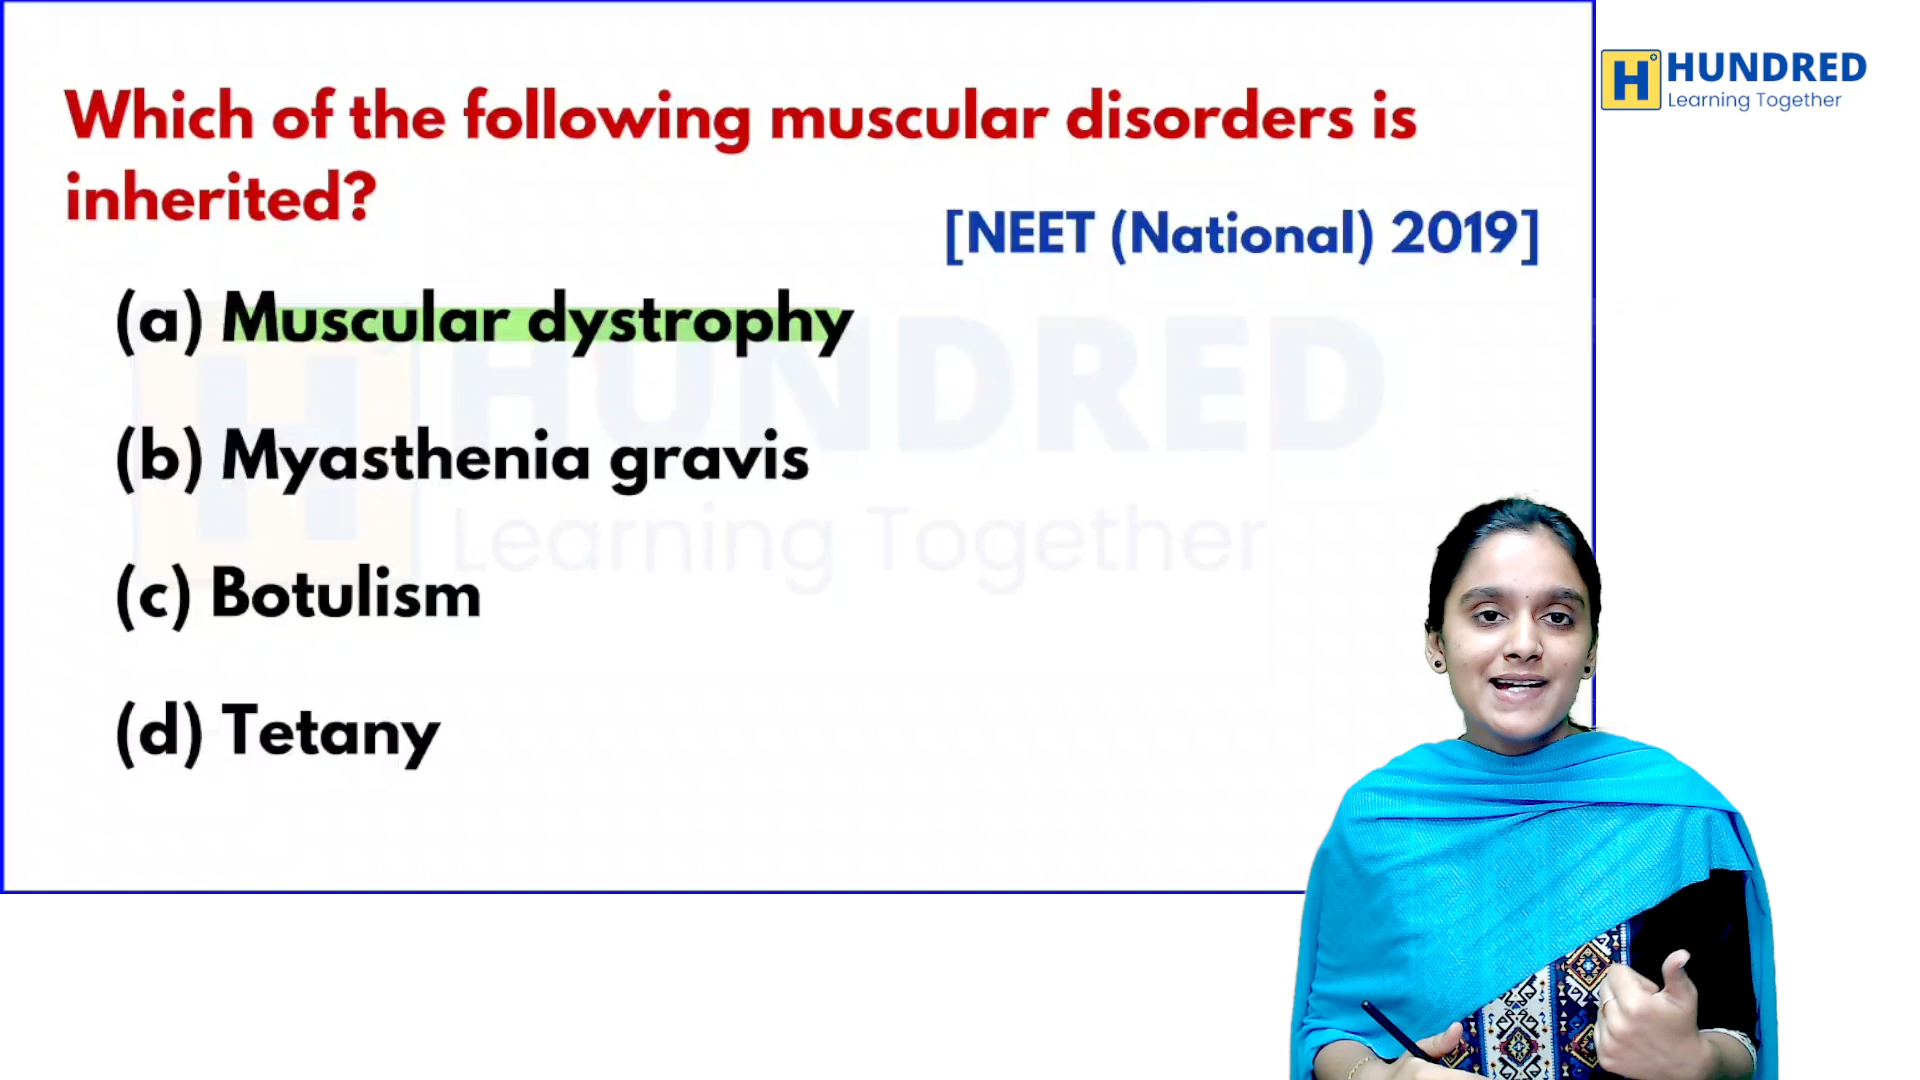 HUNDRED
Learning Together
Which of the following muscular disorders is
inherited?
[NEET (National) 2019]
(a) Muscular dystrophy
(b) Myasthenia gravis
(c) Botulism
(d) Tetany
HUNDRED
Learning Together